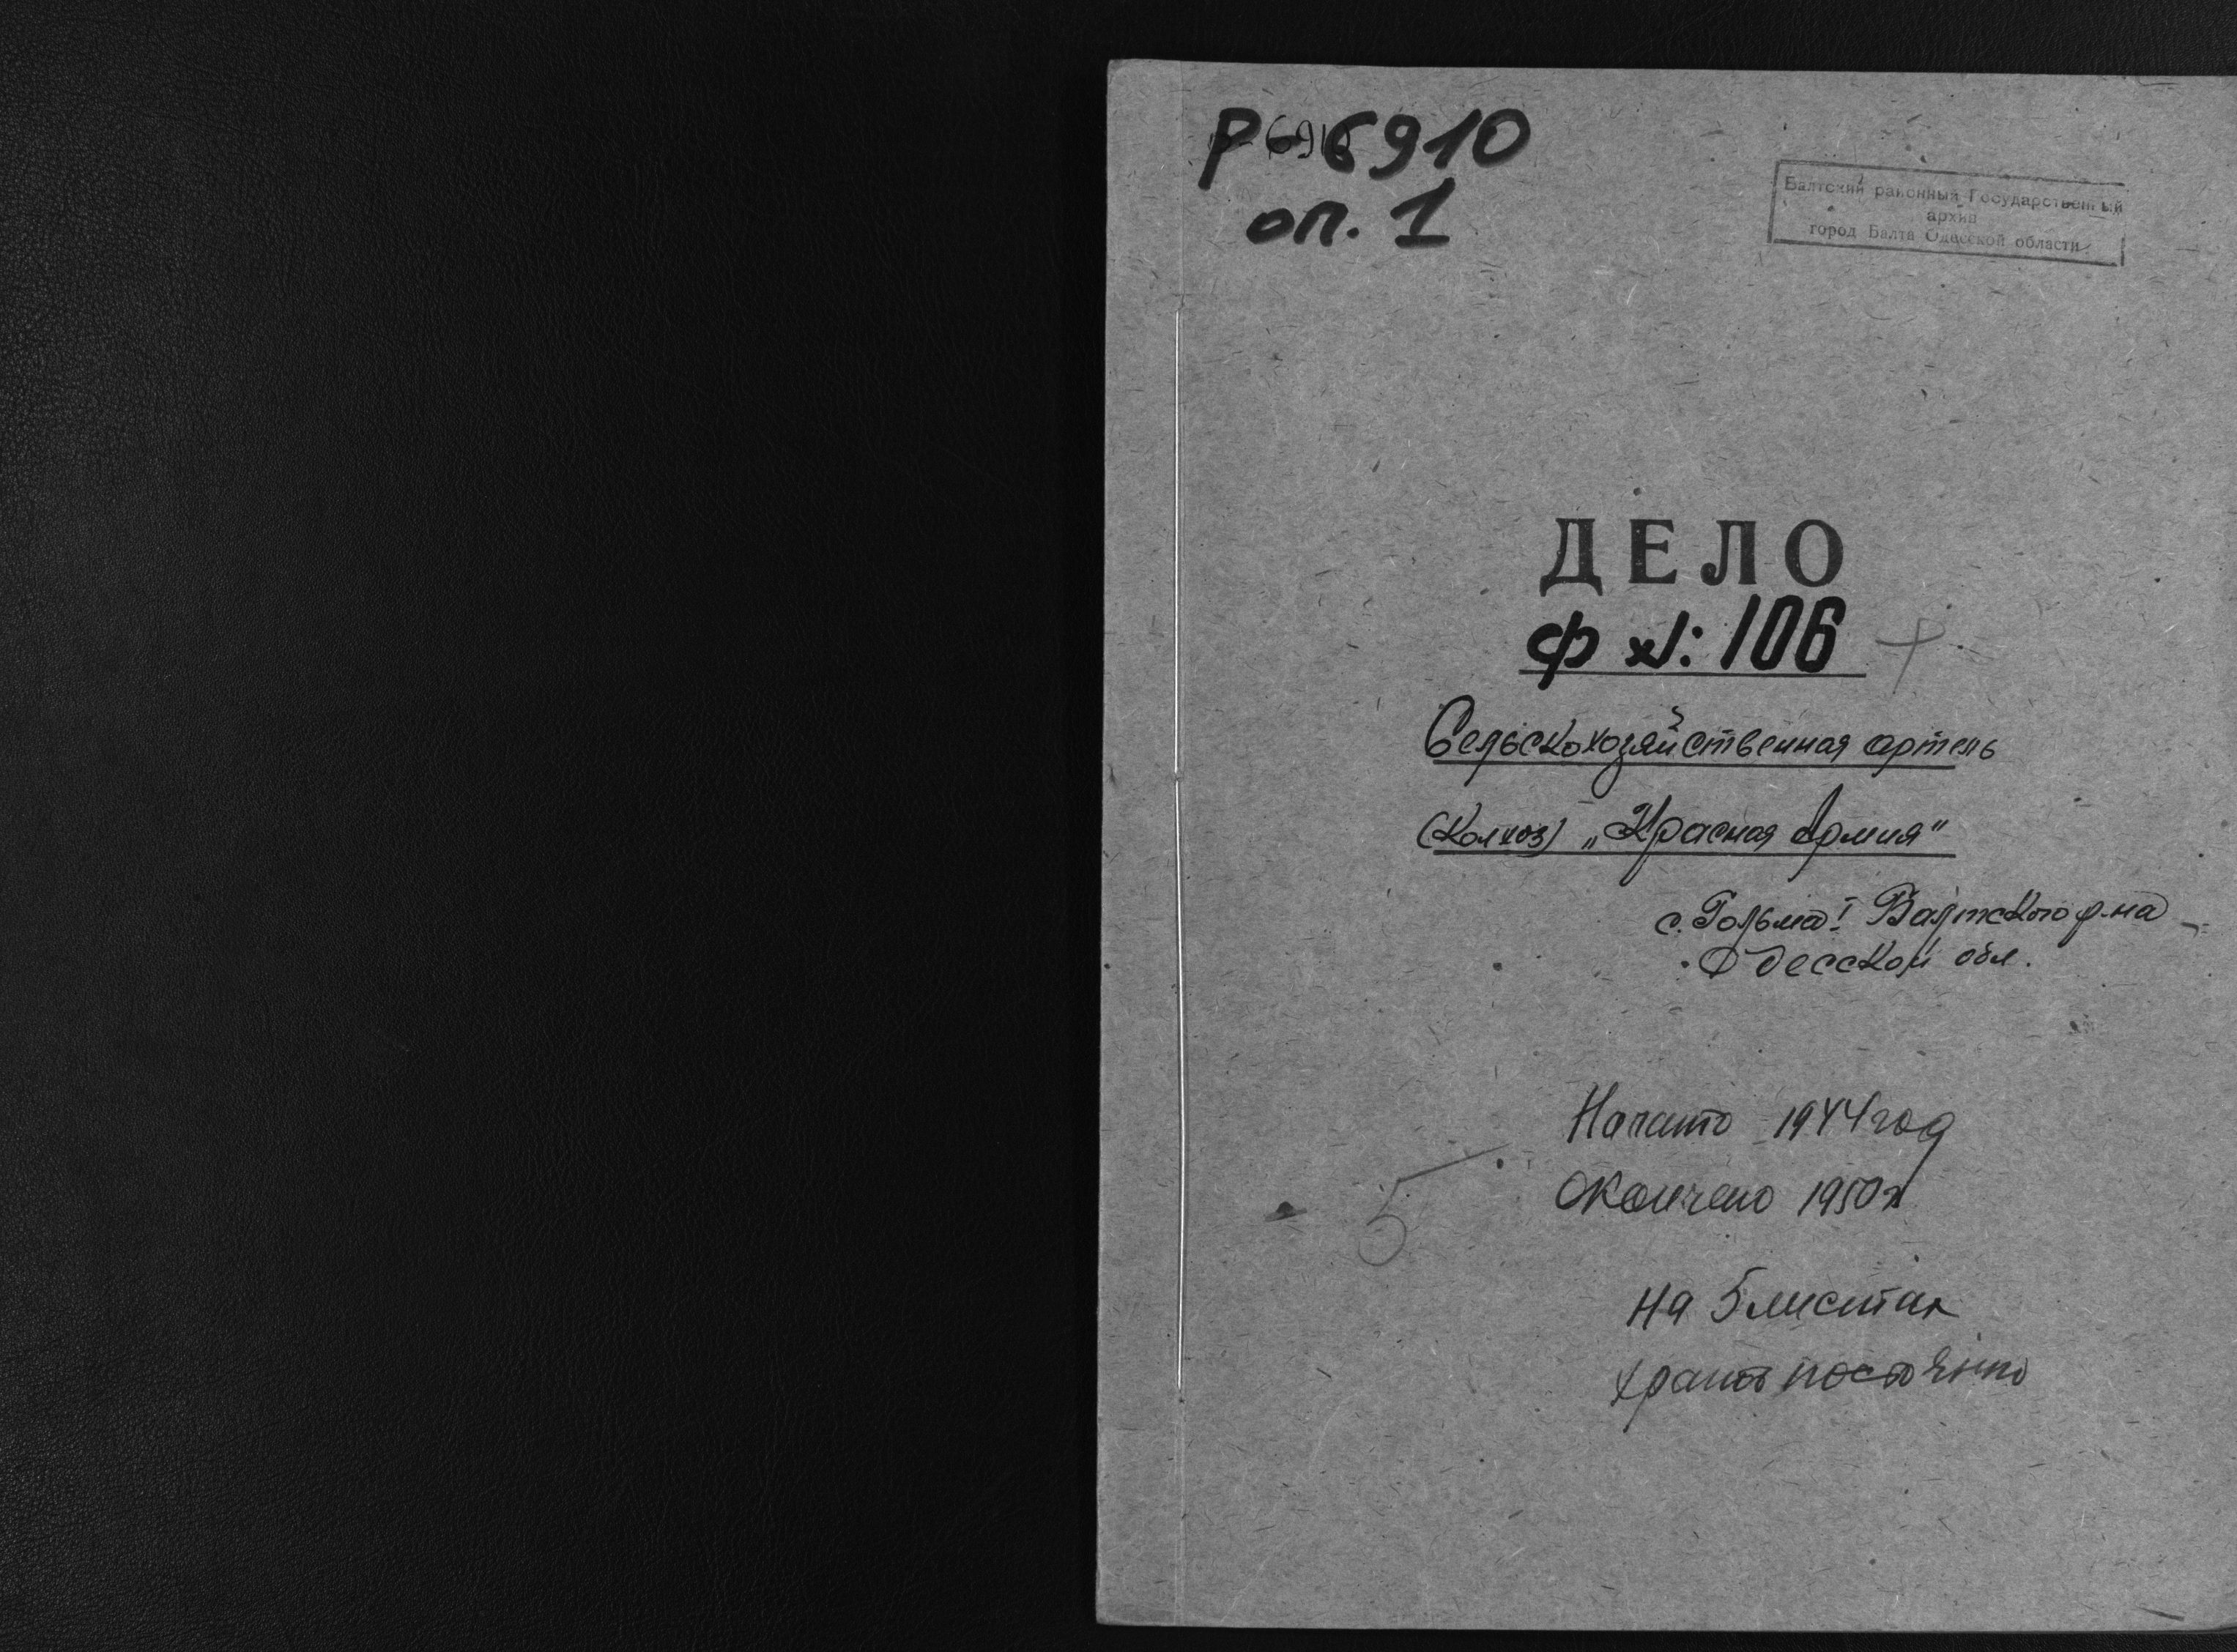 Р-6910
оп. 1
Балтский районный Государственный
архив
город Балта Одесской области
ДЕЛО
Ф №: 106
Сельскохозяйственная артель
(Колхоз) „Красная Армия"
с. Гольма I Балтского р-на
Одесской обл.
Начато 1944 год
Окончено 1950 г
5
на 5 листах
хранить постоянно